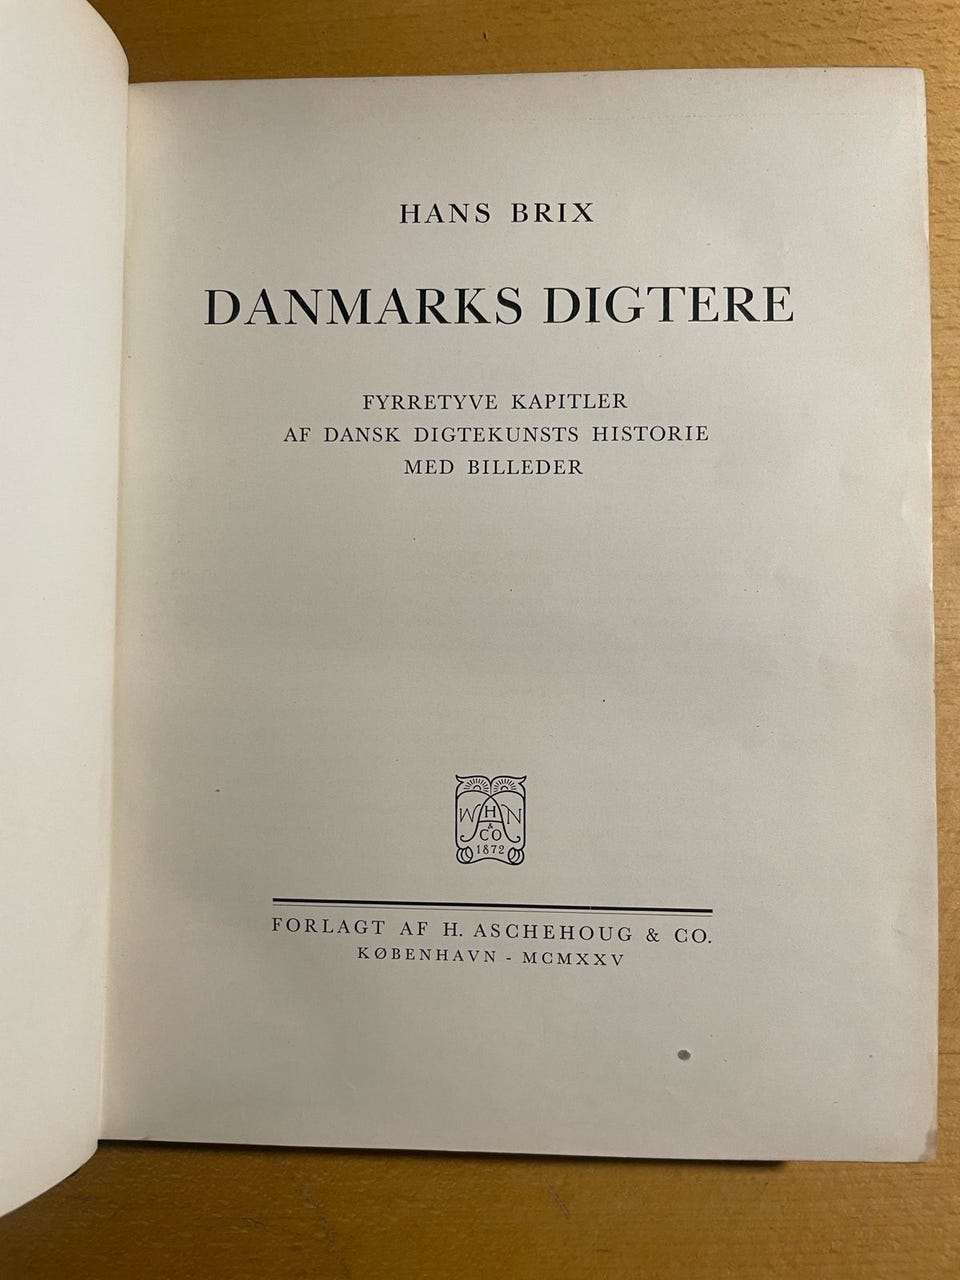 HANS BRIX
DANMARKS DIGTERE
FYRRETYVE KAPITLER
AF DANSK DIGTEKUNSTS HISTORIE
MED BILLEDER
W H N
&
CO
1872
FORLAGT AF H. ASCHEHOUG & CO.
KØBENHAVN - MCMXXV